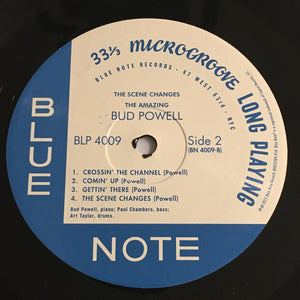 33⅓ MICROGROOVE LONG PLAYING
BLUE NOTE RECORDS • 47 WEST 63rd • NYC
THE SCENE CHANGES
THE AMAZING
BUD POWELL
BLP 4009
Side 2
(BN 4009-B)
1. CROSSIN' THE CHANNEL (Powell)
2. COMIN' UP (Powell)
3. GETTIN' THERE (Powell)
4. THE SCENE CHANGES (Powell)
Bud Powell, piano; Paul Chambers, bass;
Art Taylor, drums.
BLUE
NOTE